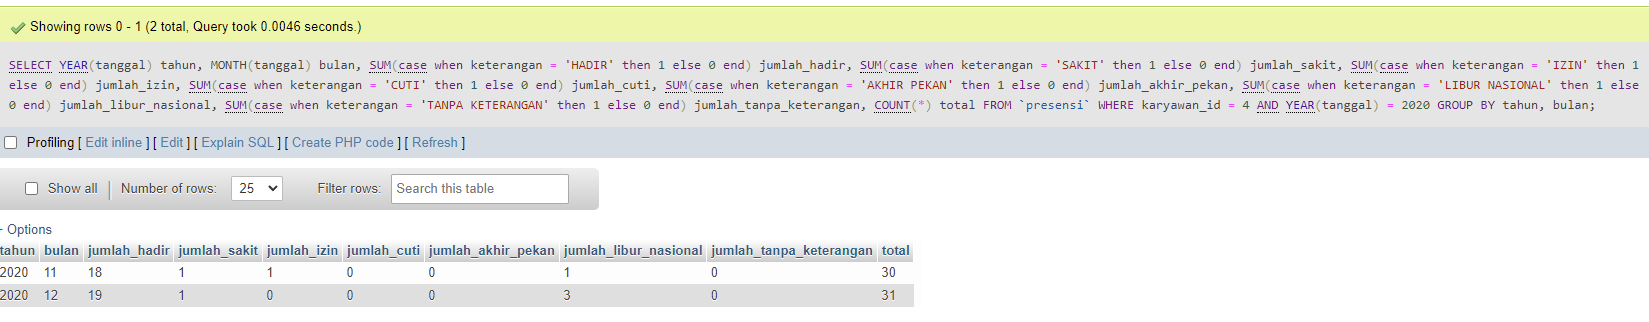 Showing rows 0 - 1 (2 total, Query took 0.0046 seconds.)
SELECT YEAR(tanggal) tahun, MONTH(tanggal) bulan, SUM(case when keterangan = 'HADIR' then 1 else 0 end) jumlah_hadir, SUM(case when keterangan = 'SAKIT' then 1 else 0 end) jumlah_sakit, SUM(case when keterangan = 'IZIN' then 1
else 0 end) jumlah_izin, SUM(case when keterangan = 'CUTI' then 1 else 0 end) jumlah_cuti, SUM(case when keterangan = 'AKHIR PEKAN' then 1 else 0 end) jumlah_akhir_pekan, SUM(case when keterangan = 'LIBUR NASIONAL' then 1 else
0 end) jumlah_libur_nasional, SUM(case when keterangan = 'TANPA KETERANGAN' then 1 else 0 end) jumlah_tanpa_keterangan, COUNT(*) total FROM `presensi` WHERE karyawan_id = 4 AND YEAR(tanggal) = 2020 GROUP BY tahun, bulan;
Profiling [ Edit inline ] [ Edit ] [ Explain SQL ] [ Create PHP code ] [ Refresh ]
Show all | Number of rows: 25 Filter rows: Search this table
+ Options
tahun bulan jumlah_hadir jumlah_sakit jumlah_izin jumlah_cuti jumlah_akhir_pekan jumlah_libur_nasional jumlah_tanpa_keterangan total
2020 11 18 1 1 0 0 1 0 30
2020 12 19 1 0 0 0 3 0 31